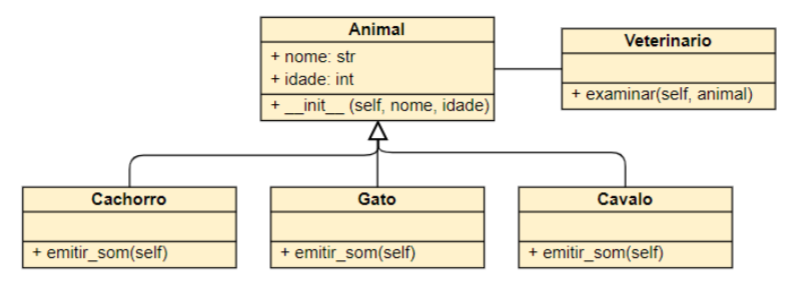 Animal
+ nome: str
+ idade: int
+ __init__ (self, nome, idade)
Veterinario
+ examinar(self, animal)
Cachorro
+ emitir_som(self)
Gato
+ emitir_som(self)
Cavalo
+ emitir_som(self)